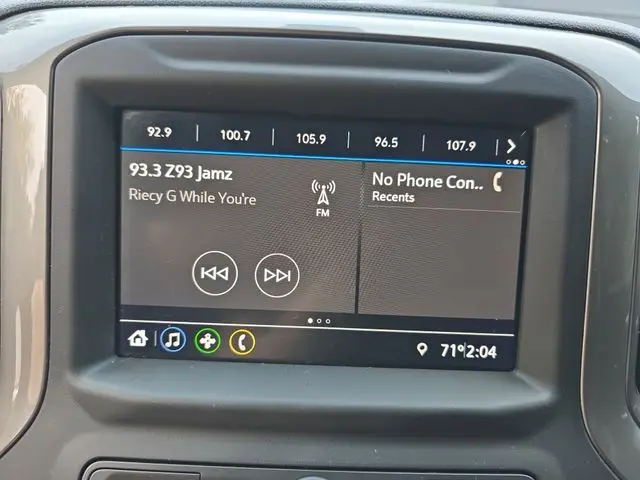 92.9 100.7 105.9 96.5 107.9
93.3 Z93 Jamz
Riecy G While You're
FM
No Phone Con..
Recents
71° 2:04